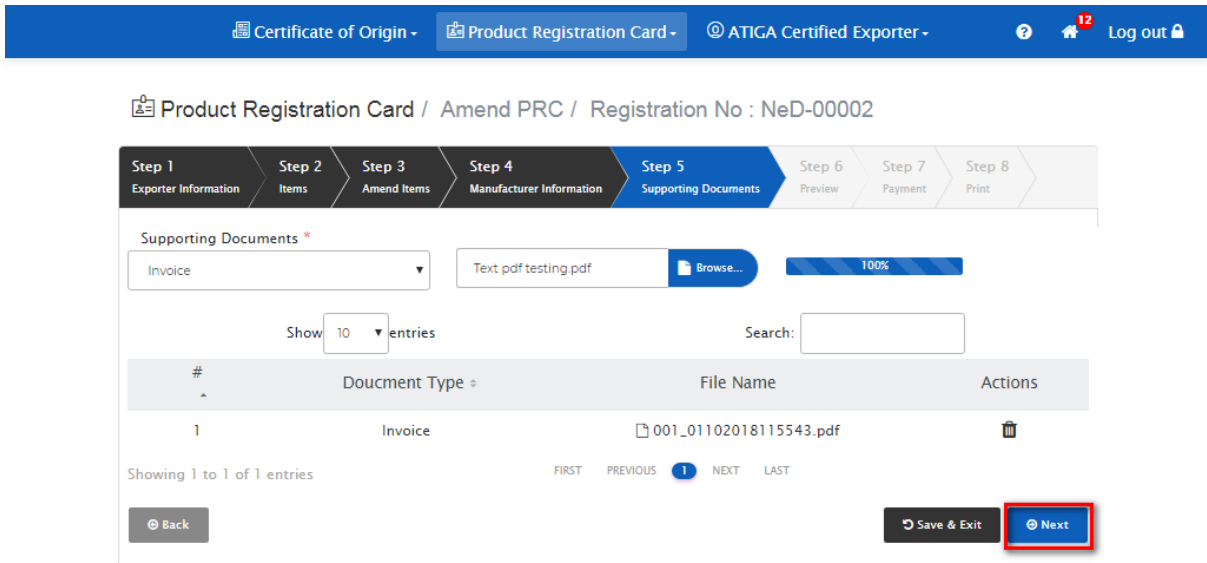 Certificate of Origin Product Registration Card ATIGA Certified Exporter ? 12 Log out
Product Registration Card / Amend PRC / Registration No : NeD-00002
Step 1 Step 2 Step 3 Step 4 Step 5 Step 6 Step 7 Step 8
Exporter Information Items Amend Items Manufacturer Information Supporting Documents Preview Payment Print
Supporting Documents *
Invoice Text pdf testing.pdf Browse... 100%
Show 10 entries Search:
# Doucment Type File Name Actions
1 Invoice 001_01102018115543.pdf
Showing 1 to 1 of 1 entries FIRST PREVIOUS 1 NEXT LAST
Back Save & Exit Next